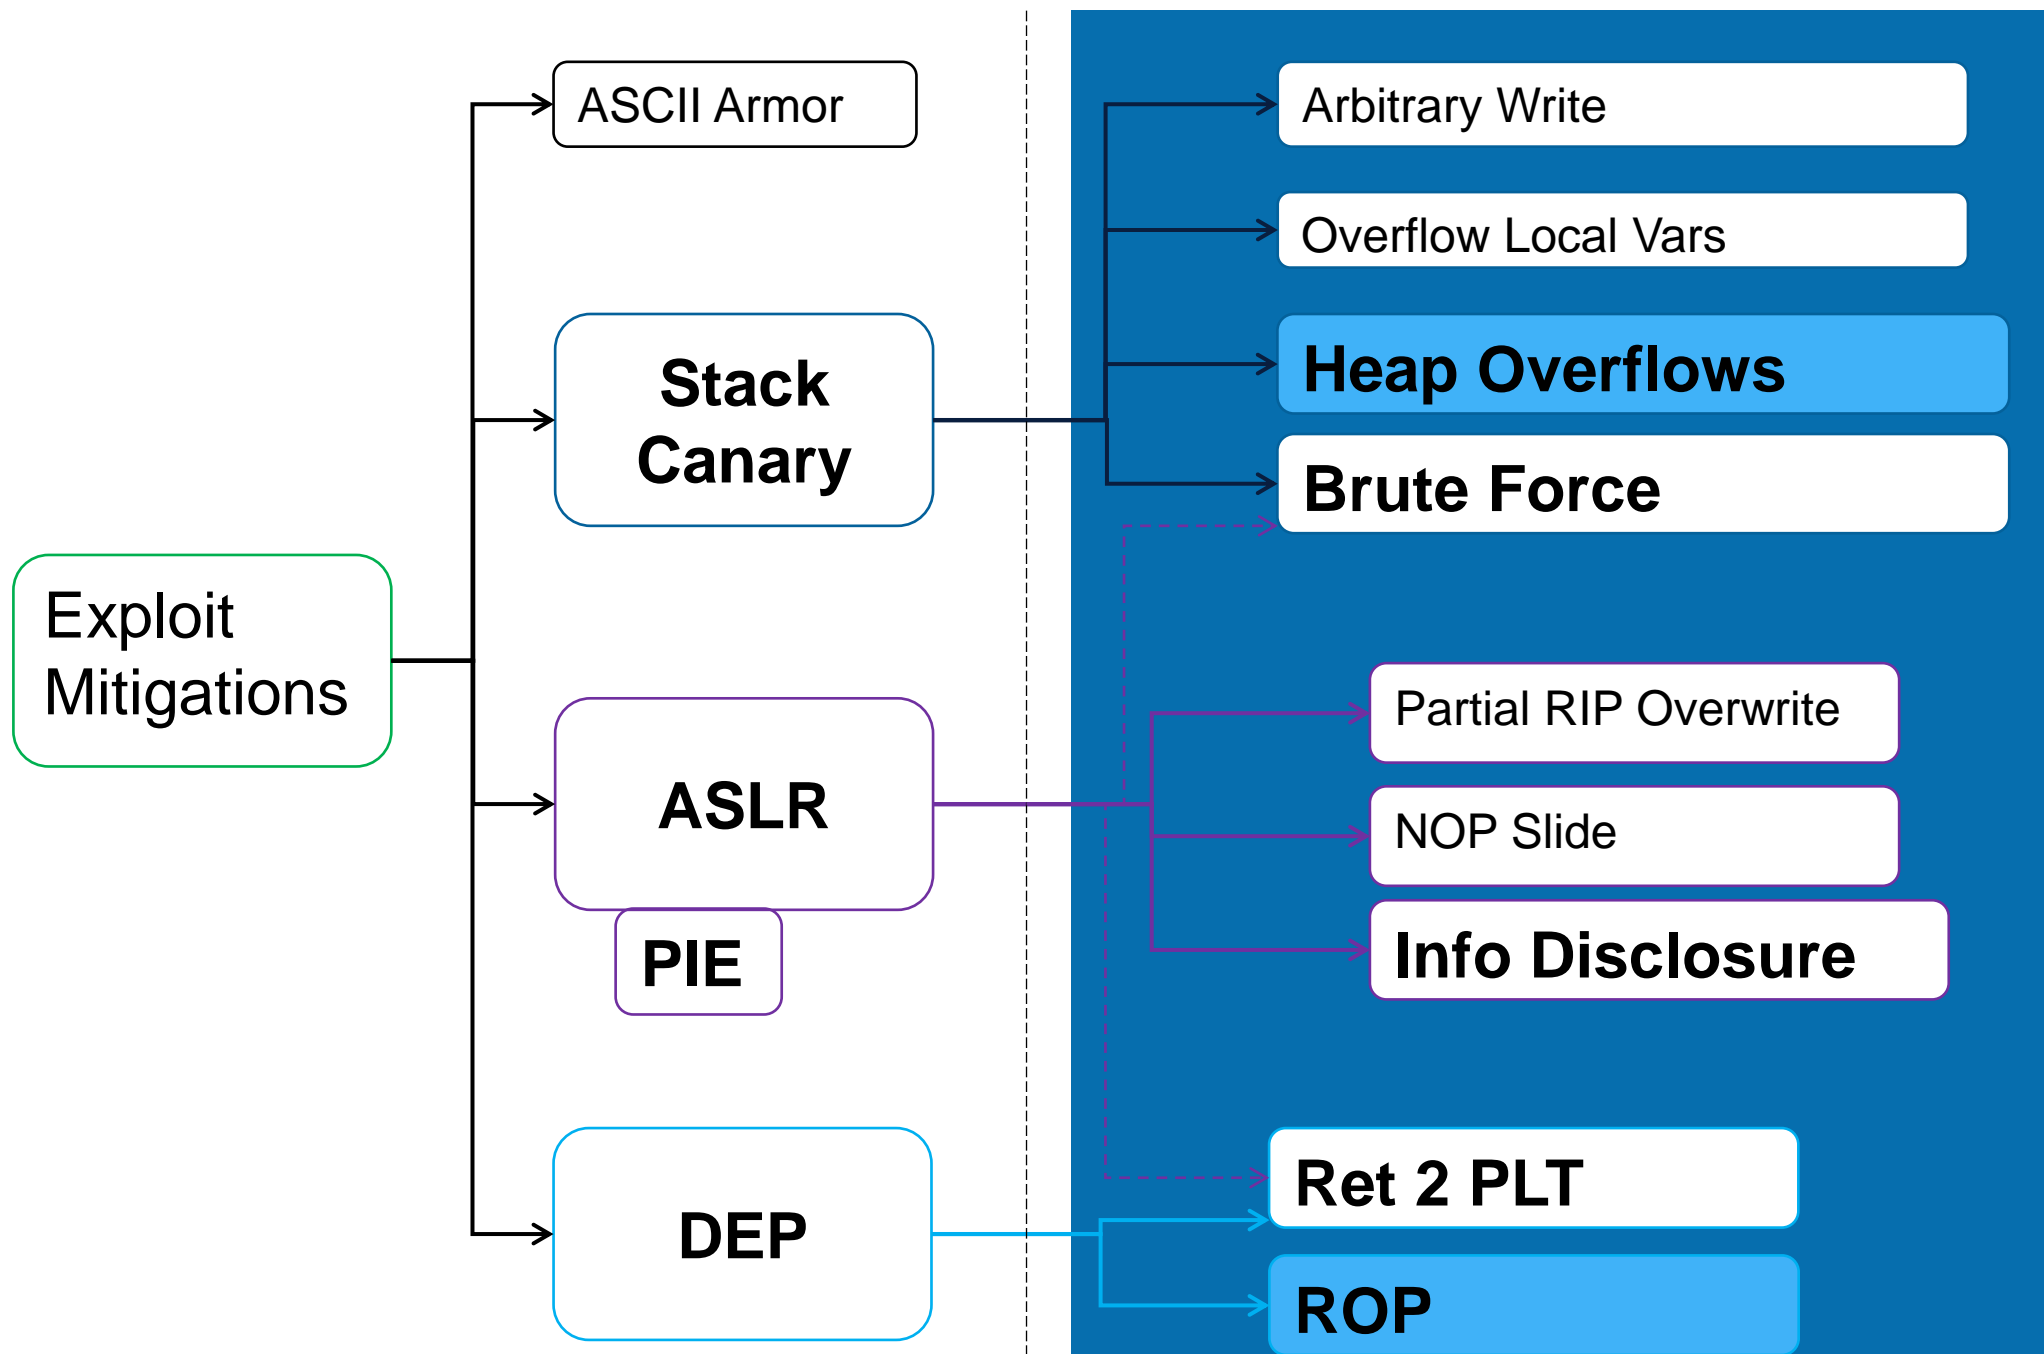 Exploit
Mitigations
ASCII Armor
Stack
Canary
ASLR
PIE
DEP
Arbitrary Write
Overflow Local Vars
Heap Overflows
Brute Force
Partial RIP Overwrite
NOP Slide
Info Disclosure
Ret 2 PLT
ROP